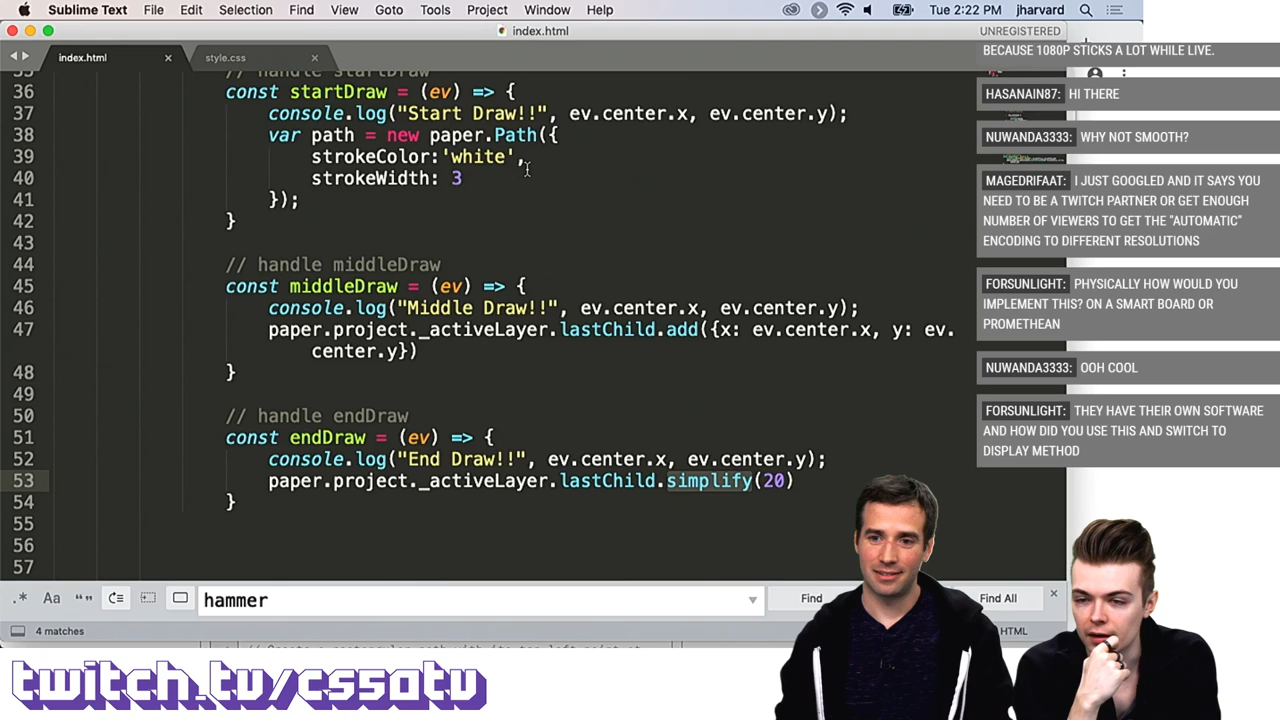 Sublime Text File Edit Selection Find View Goto Tools Project Window Help Tue 2:22 PM jharvard
index.html UNREGISTERED
index.html × style.css ×
// handle startDraw
36 const startDraw = (ev) => {
37 console.log("Start Draw!!", ev.center.x, ev.center.y);
38 var path = new paper.Path({
39 strokeColor:'white',
40 strokeWidth: 3
41 });
42 }
43
44 // handle middleDraw
45 const middleDraw = (ev) => {
46 console.log("Middle Draw!!", ev.center.x, ev.center.y);
47 paper.project._activeLayer.lastChild.add({x: ev.center.x, y: ev.
center.y})
48 }
49
50 // handle endDraw
51 const endDraw = (ev) => {
52 console.log("End Draw!!", ev.center.x, ev.center.y);
53 paper.project._activeLayer.lastChild.simplify(20)
54 }
55
56
57
BECAUSE 1080P STICKS A LOT WHILE LIVE.
HASANAIN87: HI THERE
NUWANDA3333: WHY NOT SMOOTH?
MAGEDRIFAAT: I JUST GOOGLED AND IT SAYS YOU
NEED TO BE A TWITCH PARTNER OR GET ENOUGH
NUMBER OF VIEWERS TO GET THE "AUTOMATIC"
ENCODING TO DIFFERENT RESOLUTIONS
FORSUNLIGHT: PHYSICALLY HOW WOULD YOU
IMPLEMENT THIS? ON A SMART BOARD OR
PROMETHEAN
NUWANDA3333: OOH COOL
FORSUNLIGHT: THEY HAVE THEIR OWN SOFTWARE
AND HOW DID YOU USE THIS AND SWITCH TO
DISPLAY METHOD
.* Aa “” hammer Find Find All
4 matches HTML
twitch.tv/cs50tv